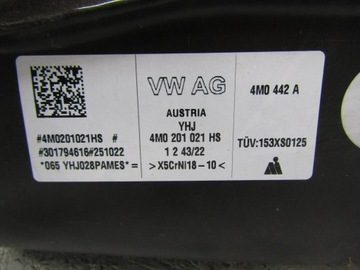 VW AG
AUSTRIA
YHJ
4M0 201 021 HS
1 2 43/22
>X5CrNi18-10<
4M0 442 A
TÜV:153XS0125
#4M0201021HS #
#301794616#251022
*065 YHJ028PAMES*=